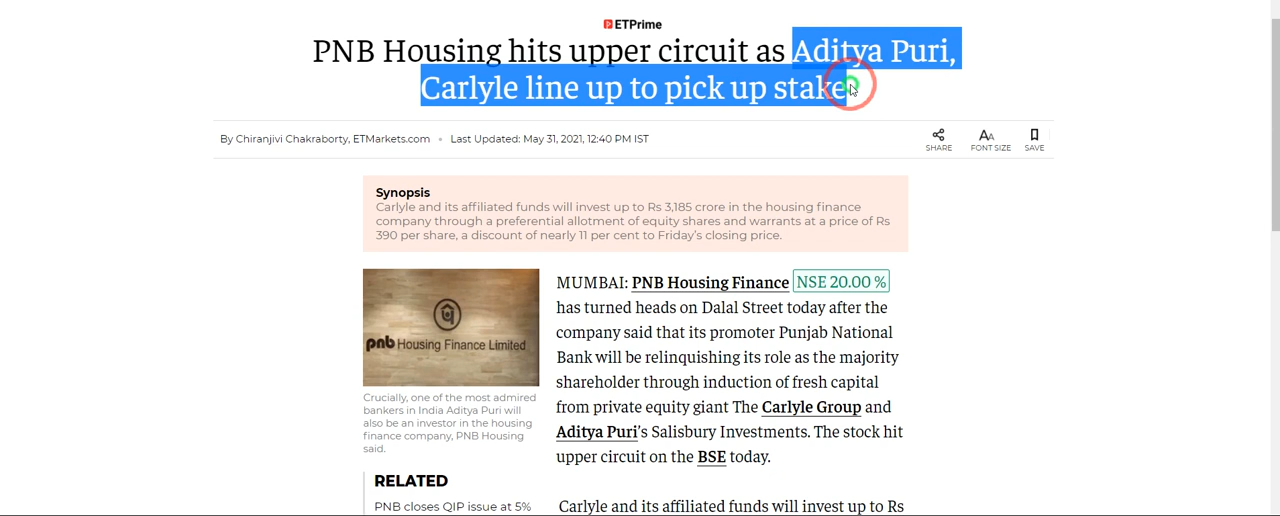 ETPrime
PNB Housing hits upper circuit as Aditya Puri,
Carlyle line up to pick up stake
By Chiranjivi Chakraborty, ETMarkets.com • Last Updated: May 31, 2021, 12:40 PM IST
SHARE
AA
FONT SIZE
SAVE
Synopsis
Carlyle and its affiliated funds will invest up to Rs 3,185 crore in the housing finance
company through a preferential allotment of equity shares and warrants at a price of Rs
390 per share, a discount of nearly 11 per cent to Friday's closing price.
pnb Housing Finance Limited
Crucially, one of the most admired
bankers in India Aditya Puri will
also be an investor in the housing
finance company, PNB Housing
said.
RELATED
PNB closes QIP issue at 5%
MUMBAI: PNB Housing Finance NSE 20.00 %
has turned heads on Dalal Street today after the
company said that its promoter Punjab National
Bank will be relinquishing its role as the majority
shareholder through induction of fresh capital
from private equity giant The Carlyle Group and
Aditya Puri's Salisbury Investments. The stock hit
upper circuit on the BSE today.
Carlyle and its affiliated funds will invest up to Rs